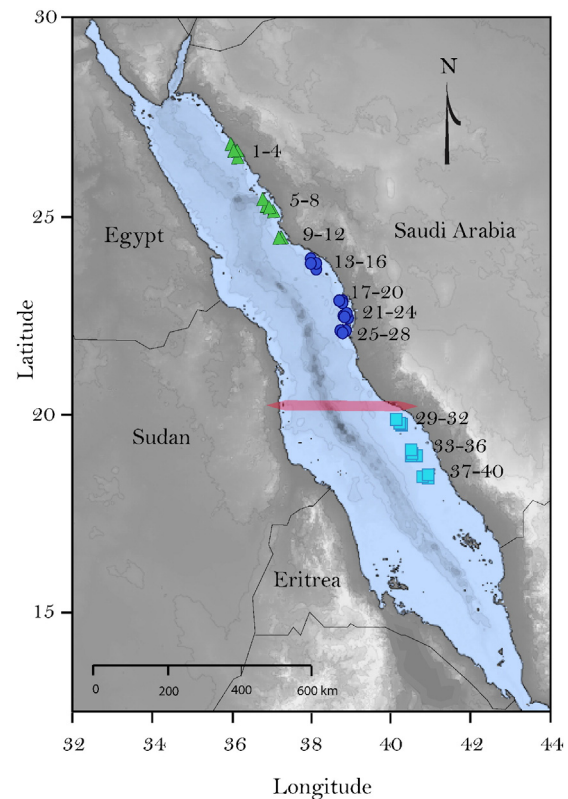 30
N
1-4
5-8
25
9-12
Egypt
Saudi Arabia
13-16
17-20
21-24
25-28
Latitude
20
29-32
Sudan
33-36
37-40
Eritrea
15
0 200 400 600 km
32 34 36 38 40 42 44
Longitude